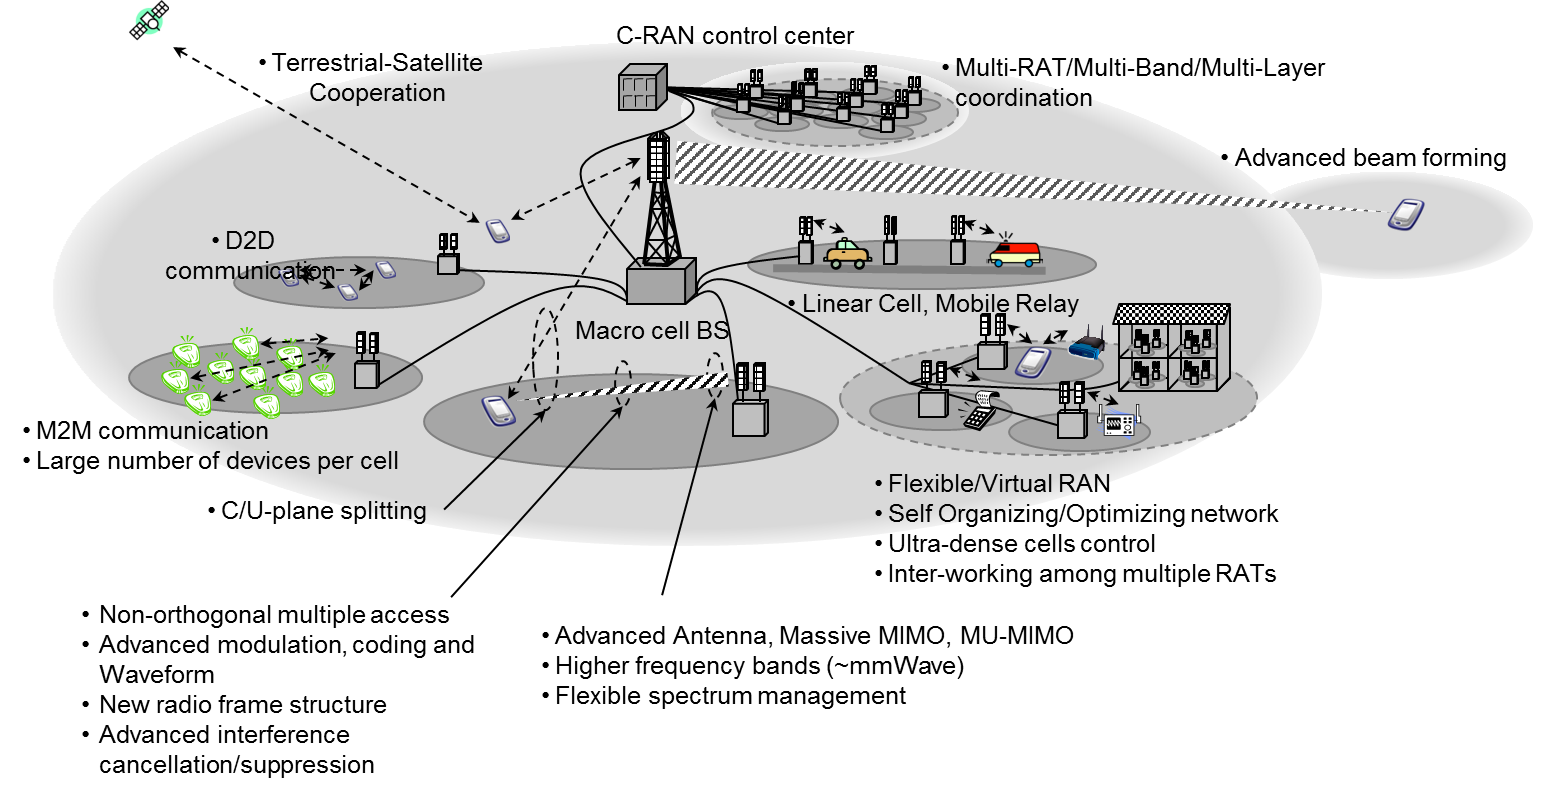 C-RAN control center
• Terrestrial-Satellite
Cooperation
• Multi-RAT/Multi-Band/Multi-Layer
coordination
• Advanced beam forming
• D2D
communication
• Linear Cell, Mobile Relay
Macro cell BS
• M2M communication
• Large number of devices per cell
• C/U-plane splitting
• Flexible/Virtual RAN
• Self Organizing/Optimizing network
• Ultra-dense cells control
• Inter-working among multiple RATs
• Non-orthogonal multiple access
• Advanced modulation, coding and
Waveform
• New radio frame structure
• Advanced interference
cancellation/suppression
• Advanced Antenna, Massive MIMO, MU-MIMO
• Higher frequency bands (~mmWave)
• Flexible spectrum management